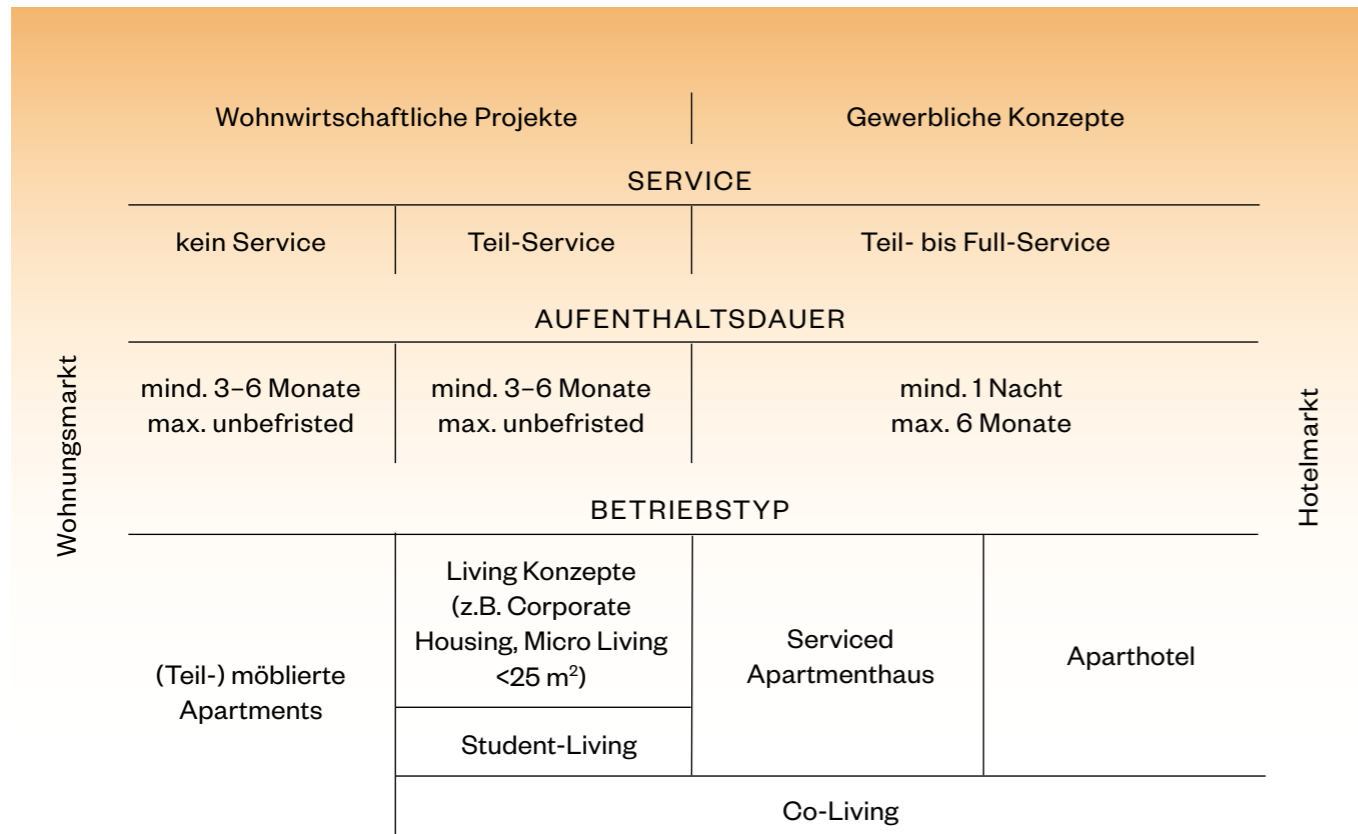 Wohnwirtschaftliche Projekte
Gewerbliche Konzepte
SERVICE
kein Service
Teil-Service
Teil- bis Full-Service
AUFENTHALTSDAUER
mind. 3–6 Monate
max. unbefristed
mind. 3–6 Monate
max. unbefristed
mind. 1 Nacht
max. 6 Monate
BETRIEBSTYP
(Teil-) möblierte
Apartments
Living Konzepte
(z.B. Corporate
Housing, Micro Living
<25 m²)
Student-Living
Serviced
Apartmenthaus
Aparthotel
Co-Living
Wohnungsmarkt
Hotelmarkt